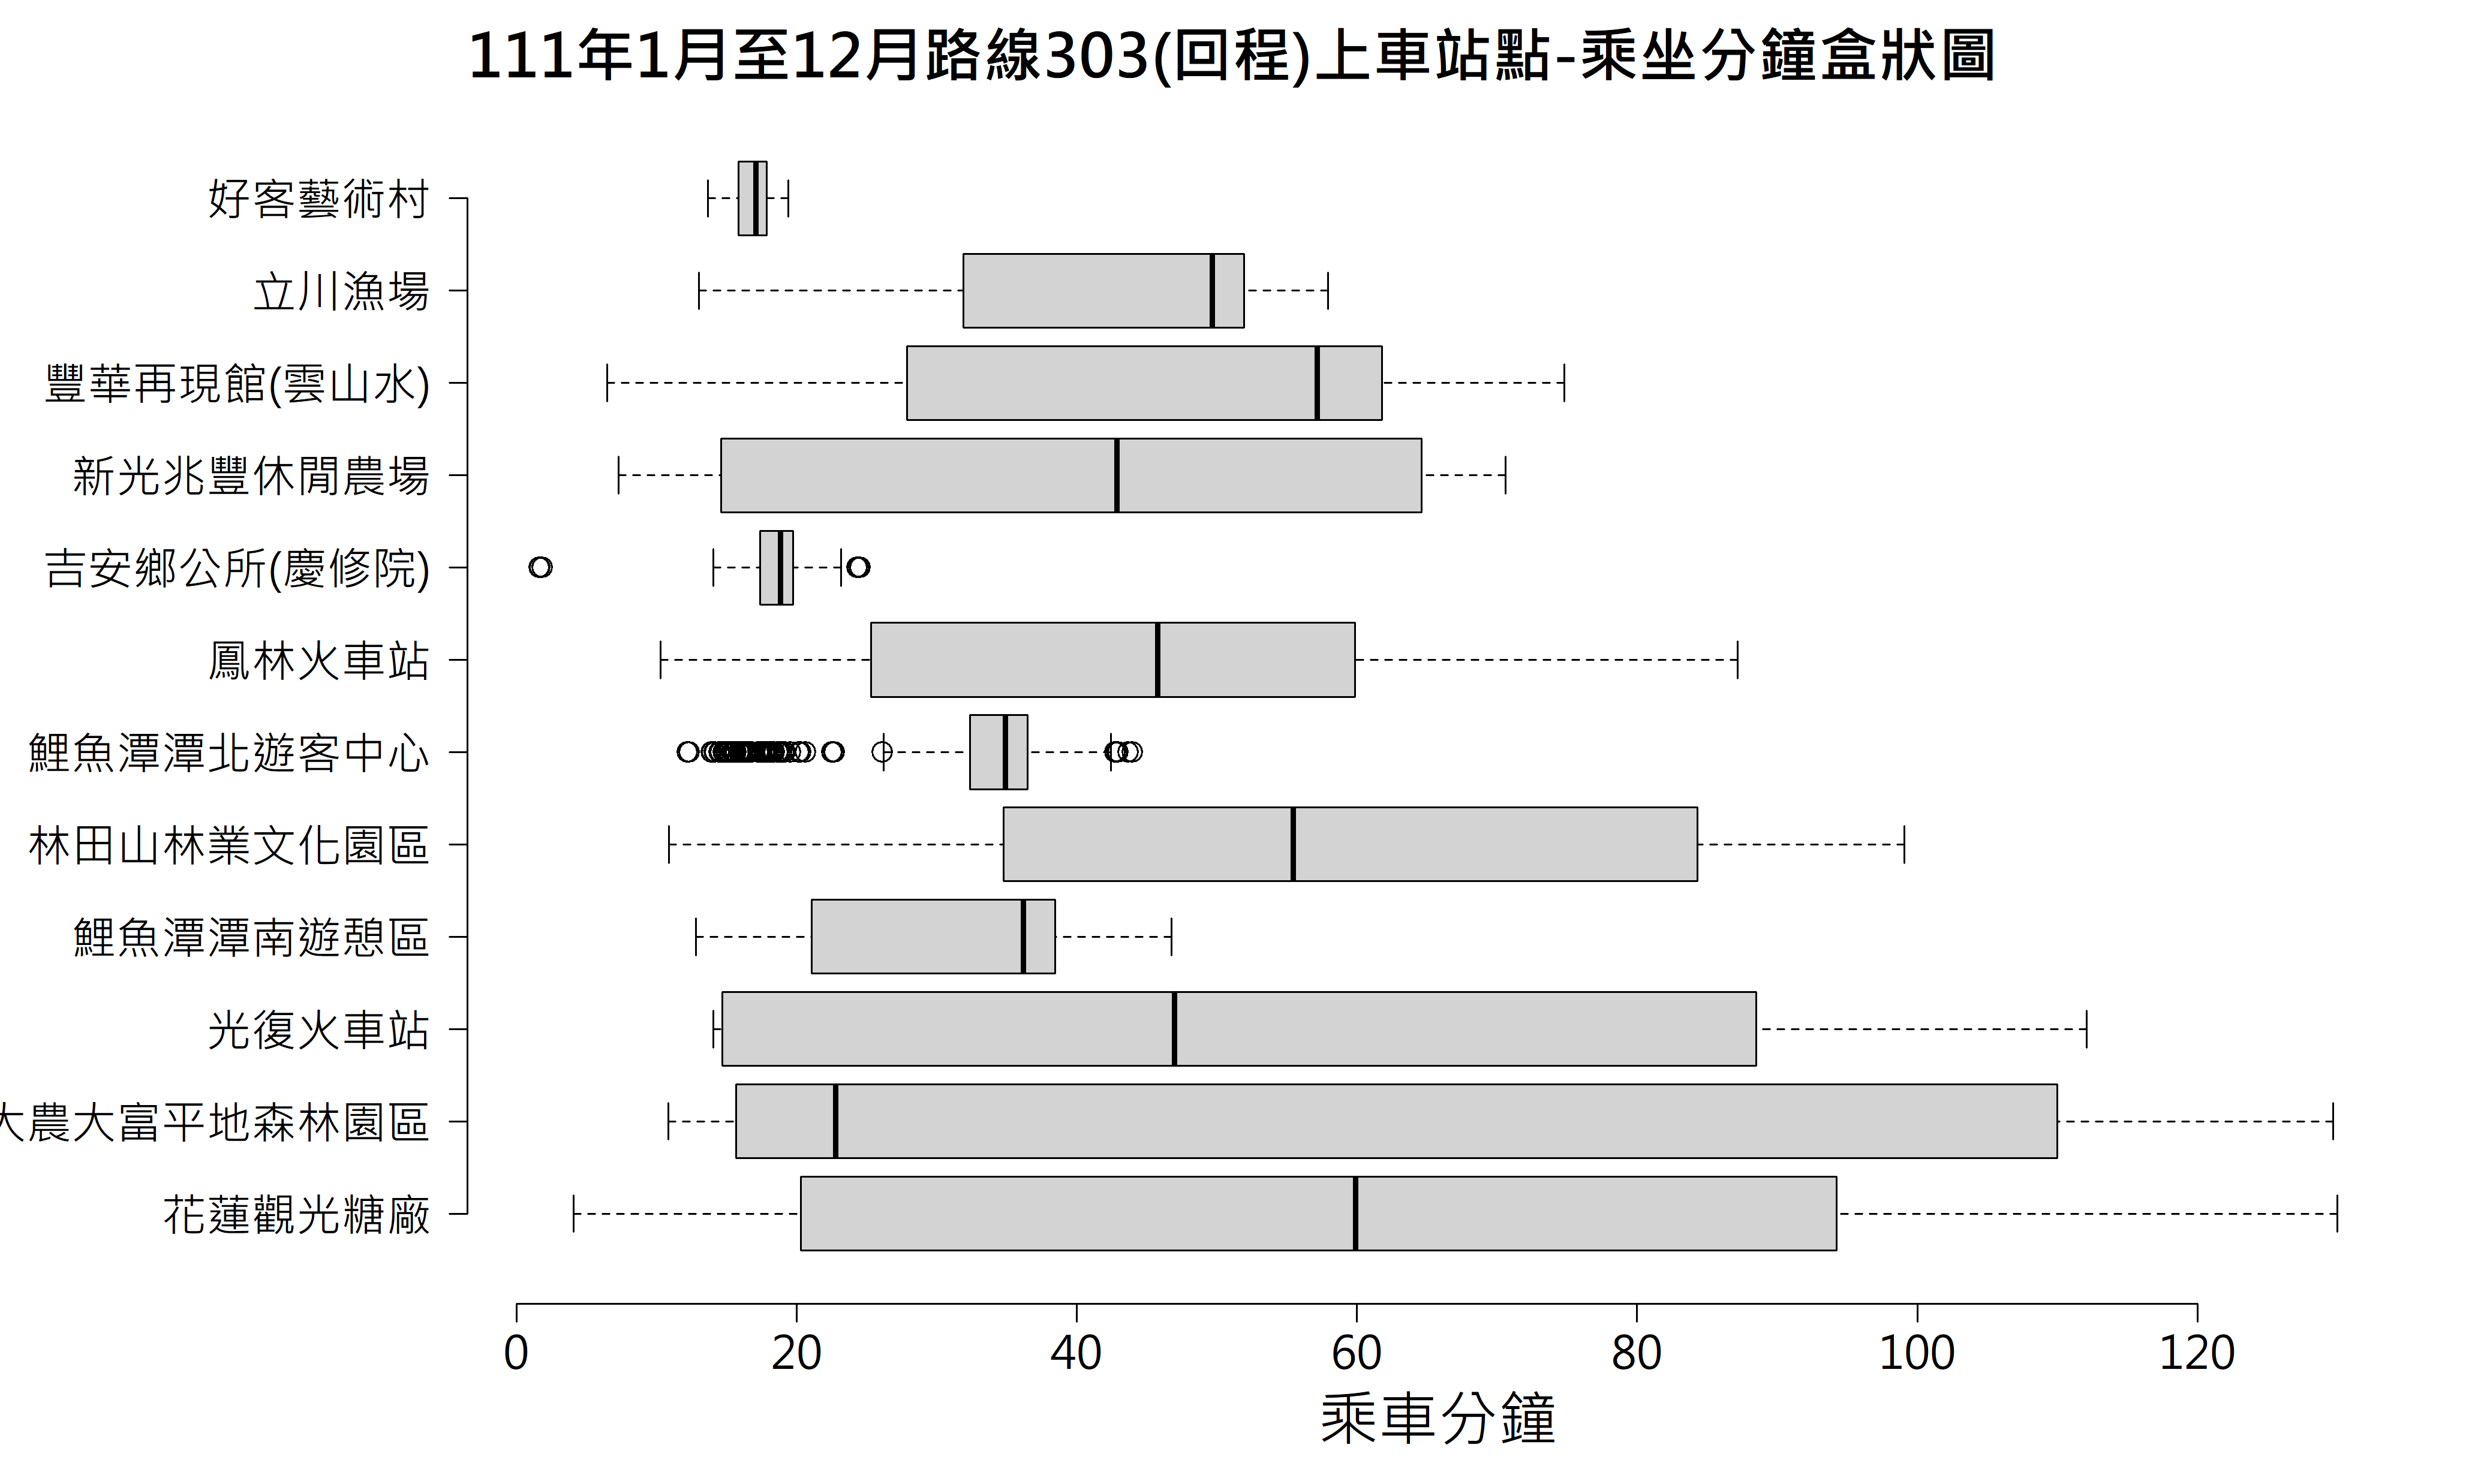 111年1月至12月路線303(回程)上車站點-乘坐分鐘盒狀圖
好客藝術村
立川漁場
豐華再現館(雲山水)
新光兆豐休閒農場
吉安鄉公所(慶修院)
鳳林火車站
鯉魚潭潭北遊客中心
林田山林業文化園區
鯉魚潭潭南遊憩區
光復火車站
大農大富平地森林園區
花蓮觀光糖廠
0 20 40 60 80 100 120
乘車分鐘